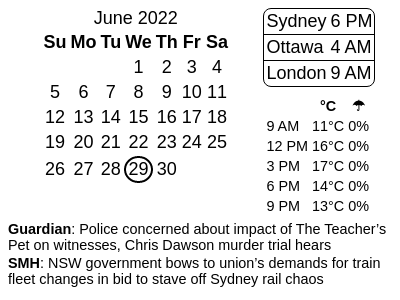 June 2022
Su Mo Tu We Th Fr Sa
1 2 3 4
5 6 7 8 9 10 11
12 13 14 15 16 17 18
19 20 21 22 23 24 25
26 27 28 29 30
Sydney 6 PM
Ottawa 4 AM
London 9 AM
°C ☂
9 AM 11°C 0%
12 PM 16°C 0%
3 PM 17°C 0%
6 PM 14°C 0%
9 PM 13°C 0%
Guardian: Police concerned about impact of The Teacher’s
Pet on witnesses, Chris Dawson murder trial hears
SMH: NSW government bows to union’s demands for train
fleet changes in bid to stave off Sydney rail chaos